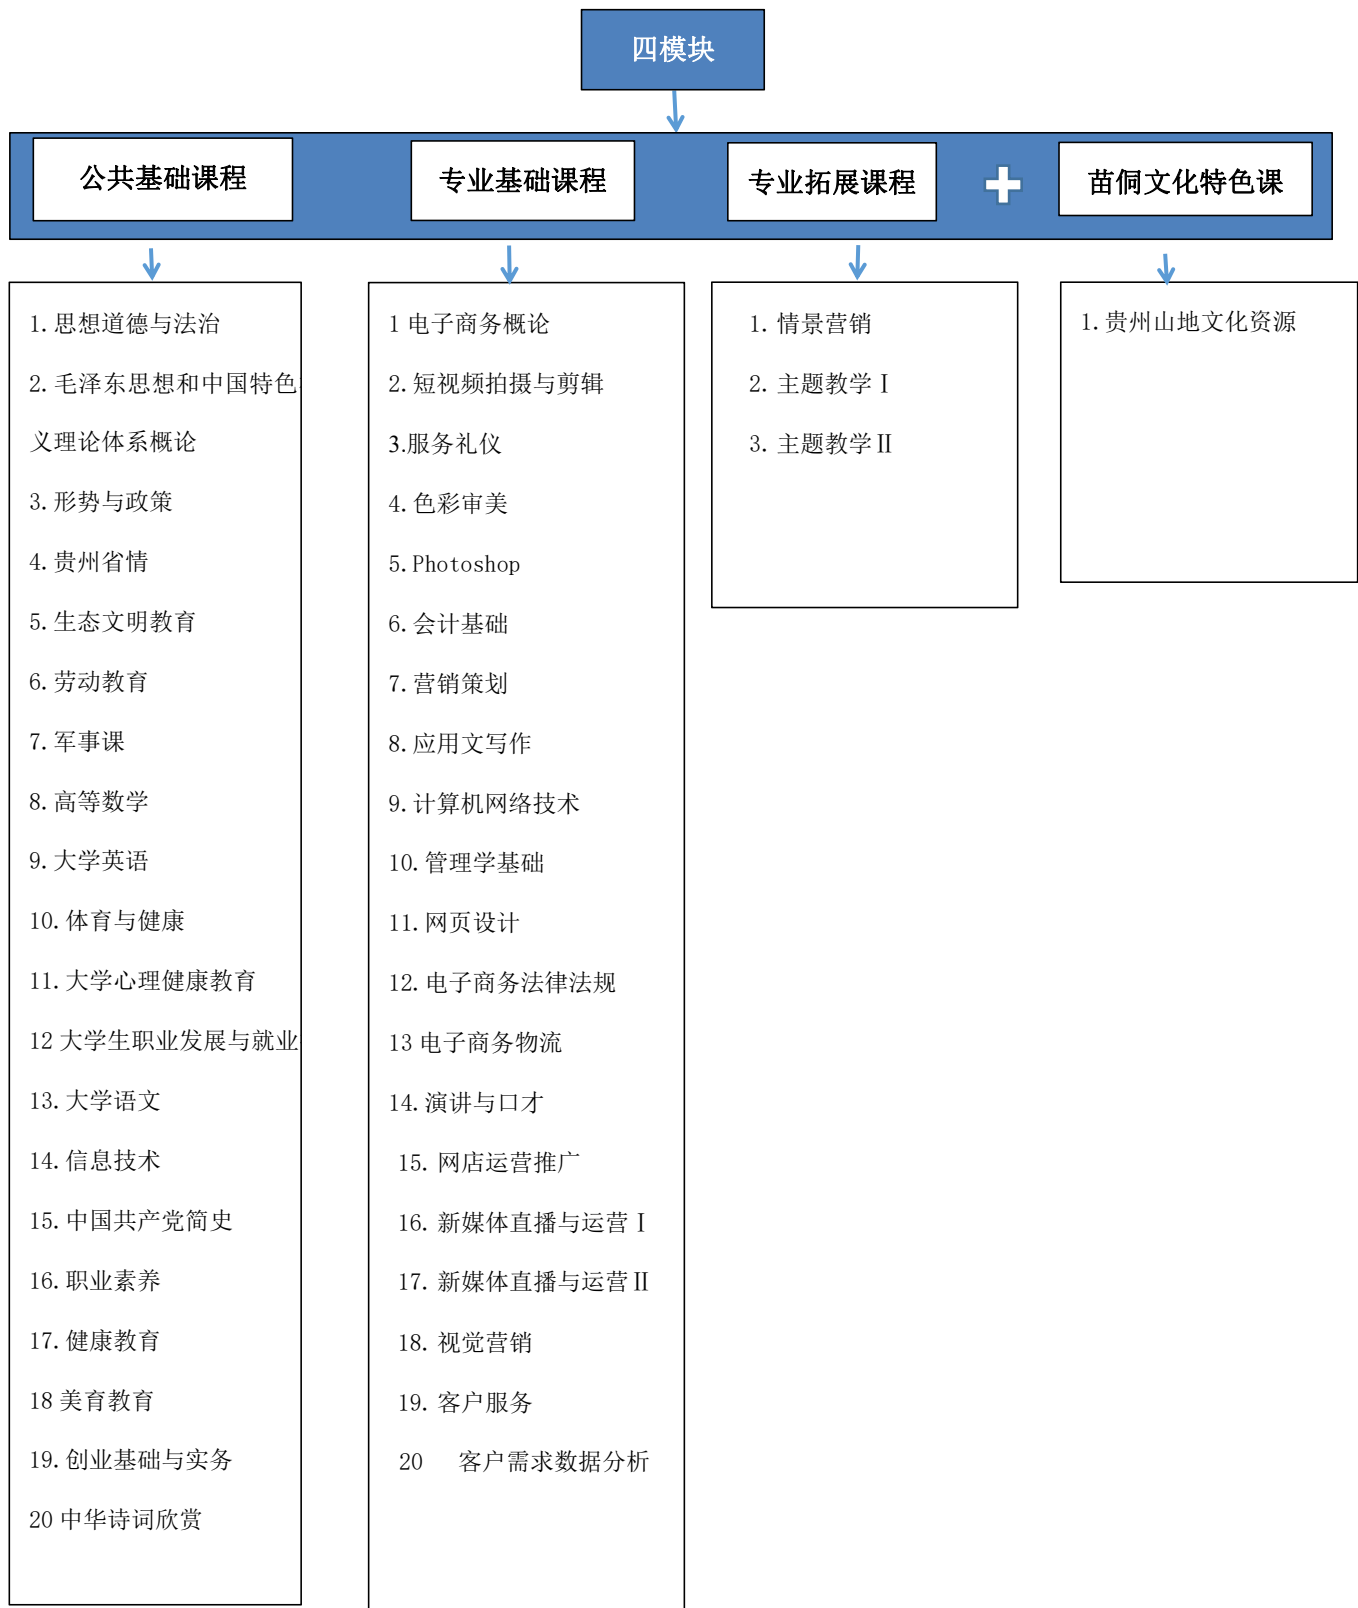 四模块
公共基础课程
专业基础课程
专业拓展课程
苗侗文化特色课
1.思想道德与法治
2.毛泽东思想和中国特色
义理论体系概论
3.形势与政策
4.贵州省情
5.生态文明教育
6.劳动教育
7.军事课
8.高等数学
9.大学英语
10.体育与健康
11.大学心理健康教育
12 大学生职业发展与就业
13.大学语文
14.信息技术
15.中国共产党简史
16.职业素养
17.健康教育
18 美育教育
19.创业基础与实务
20 中华诗词欣赏
1 电子商务概论
2.短视频拍摄与剪辑
3.服务礼仪
4.色彩审美
5.Photoshop
6.会计基础
7.营销策划
8.应用文写作
9.计算机网络技术
10.管理学基础
11.网页设计
12.电子商务法律法规
13 电子商务物流
14.演讲与口才
15. 网店运营推广
16. 新媒体直播与运营Ⅰ
17. 新媒体直播与运营Ⅱ
18. 视觉营销
19. 客户服务
20 客户需求数据分析
1. 情景营销
2. 主题教学Ⅰ
3. 主题教学Ⅱ
1.贵州山地文化资源